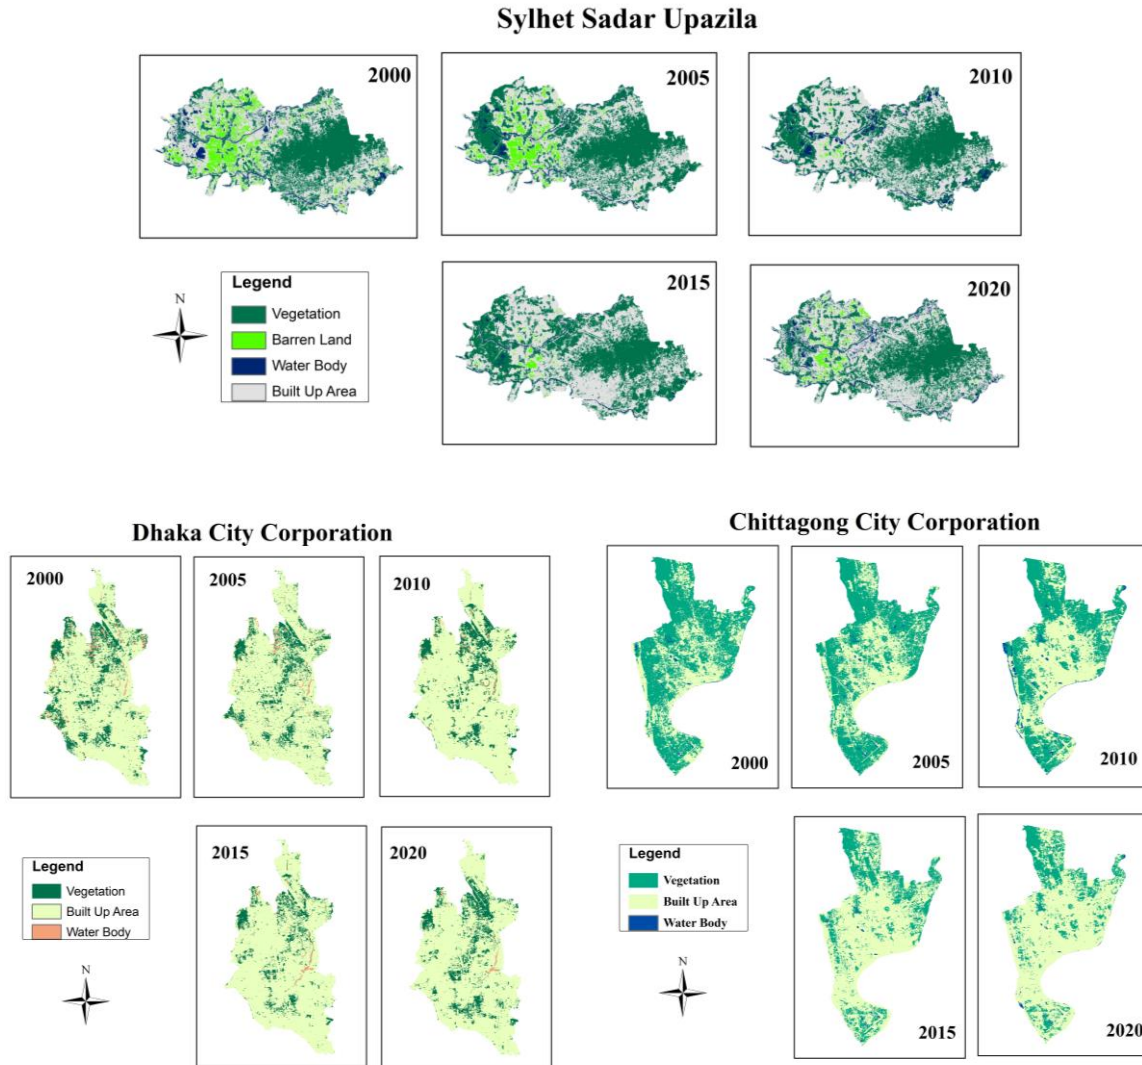 Sylhet Sadar Upazila
2000
2005
2010
N
Legend
Vegetation
Barren Land
Water Body
Built Up Area
2015
2020
Dhaka City Corporation
2000
2005
2010
2015
2020
Legend
Vegetation
Built Up Area
Water Body
N
Chittagong City Corporation
2000
2005
2010
Legend
Vegetation
Built Up Area
Water Body
N
2015
2020